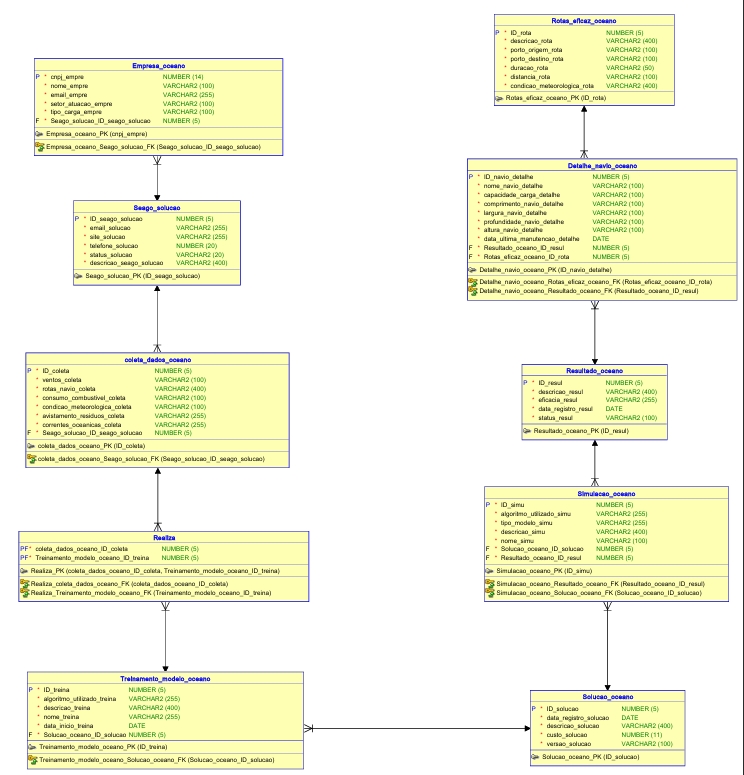 Rotas_eficaz_oceano
P * ID_rota NUMBER (5)
* descricao_rota VARCHAR2 (400)
* porto_origem_rota VARCHAR2 (100)
* porto_destino_rota VARCHAR2 (100)
* duracao_rota VARCHAR2 (50)
* distancia_rota VARCHAR2 (100)
* condicao_meteorologica_rota VARCHAR2 (400)
Rotas_eficaz_oceano_PK (ID_rota)
Empresa_oceano
P * cnpj_empre NUMBER (14)
* nome_empre VARCHAR2 (100)
* email_empre VARCHAR2 (255)
* setor_atuacao_empre VARCHAR2 (100)
* tipo_carga_empre VARCHAR2 (100)
F * Seago_solucao_ID_seago_solucao NUMBER (5)
Empresa_oceano_PK (cnpj_empre)
Empresa_oceano_Seago_solucao_FK (Seago_solucao_ID_seago_solucao)
Detalhe_navio_oceano
P * ID_navio_detalhe NUMBER (5)
* nome_navio_detalhe VARCHAR2 (100)
* capacidade_carga_detalhe VARCHAR2 (100)
* comprimento_navio_detalhe VARCHAR2 (100)
* largura_navio_detalhe VARCHAR2 (100)
* profundidade_navio_detalhe VARCHAR2 (100)
* altura_navio_detalhe VARCHAR2 (100)
* data_ultima_manutencao_detalhe DATE
F * Resultado_oceano_ID_resul NUMBER (5)
F * Rotas_eficaz_oceano_ID_rota NUMBER (5)
Detalhe_navio_oceano_PK (ID_navio_detalhe)
Detalhe_navio_oceano_Rotas_eficaz_oceano_FK (Rotas_eficaz_oceano_ID_rota)
Detalhe_navio_oceano_Resultado_oceano_FK (Resultado_oceano_ID_resul)
Seago_solucao
P * ID_seago_solucao NUMBER (5)
* email_solucao VARCHAR2 (255)
* site_solucao VARCHAR2 (255)
* telefone_solucao NUMBER (20)
* status_solucao VARCHAR2 (20)
* descricao_seago_solucao VARCHAR2 (400)
Seago_solucao_PK (ID_seago_solucao)
coleta_dados_oceano
P * ID_coleta NUMBER (5)
* ventos_coleta VARCHAR2 (100)
* rotas_navio_coleta VARCHAR2 (400)
* consumo_combustivel_coleta VARCHAR2 (100)
* condicao_meteorologica_coleta VARCHAR2 (100)
* avistamento_residuos_coleta VARCHAR2 (255)
* correntes_oceanicas_coleta VARCHAR2 (255)
F * Seago_solucao_ID_seago_solucao NUMBER (5)
coleta_dados_oceano_PK (ID_coleta)
coleta_dados_oceano_Seago_solucao_FK (Seago_solucao_ID_seago_solucao)
Resultado_oceano
P * ID_resul NUMBER (5)
* descricao_resul VARCHAR2 (400)
* eficacia_resul VARCHAR2 (255)
* data_registro_resul DATE
* status_resul VARCHAR2 (100)
Resultado_oceano_PK (ID_resul)
Simulacao_oceano
P * ID_simu NUMBER (5)
* algoritmo_utilizado_simu VARCHAR2 (255)
* tipo_modelo_simu VARCHAR2 (255)
* descricao_simu VARCHAR2 (400)
* nome_simu VARCHAR2 (100)
F * Solucao_oceano_ID_solucao NUMBER (5)
F * Resultado_oceano_ID_resul NUMBER (5)
Simulacao_oceano_PK (ID_simu)
Simulacao_oceano_Resultado_oceano_FK (Resultado_oceano_ID_resul)
Simulacao_oceano_Solucao_oceano_FK (Solucao_oceano_ID_solucao)
Realiza
PF* coleta_dados_oceano_ID_coleta NUMBER (5)
PF* Treinamento_modelo_oceano_ID_treina NUMBER (5)
Realiza_PK (coleta_dados_oceano_ID_coleta, Treinamento_modelo_oceano_ID_treina)
Realiza_coleta_dados_oceano_FK (coleta_dados_oceano_ID_coleta)
Realiza_Treinamento_modelo_oceano_FK (Treinamento_modelo_oceano_ID_treina)
Treinamento_modelo_oceano
P * ID_treina NUMBER (5)
* algoritmo_utilizado_treina VARCHAR2 (255)
* descricao_treina VARCHAR2 (400)
* nome_treina VARCHAR2 (255)
* data_inicio_treina DATE
F * Solucao_oceano_ID_solucao NUMBER (5)
Treinamento_modelo_oceano_PK (ID_treina)
Treinamento_modelo_oceano_Solucao_oceano_FK (Solucao_oceano_ID_solucao)
Solucao_oceano
P * ID_solucao NUMBER (5)
* data_registro_solucao DATE
* descricao_solucao VARCHAR2 (400)
* custo_solucao NUMBER (11)
* versao_solucao VARCHAR2 (100)
Solucao_oceano_PK (ID_solucao)